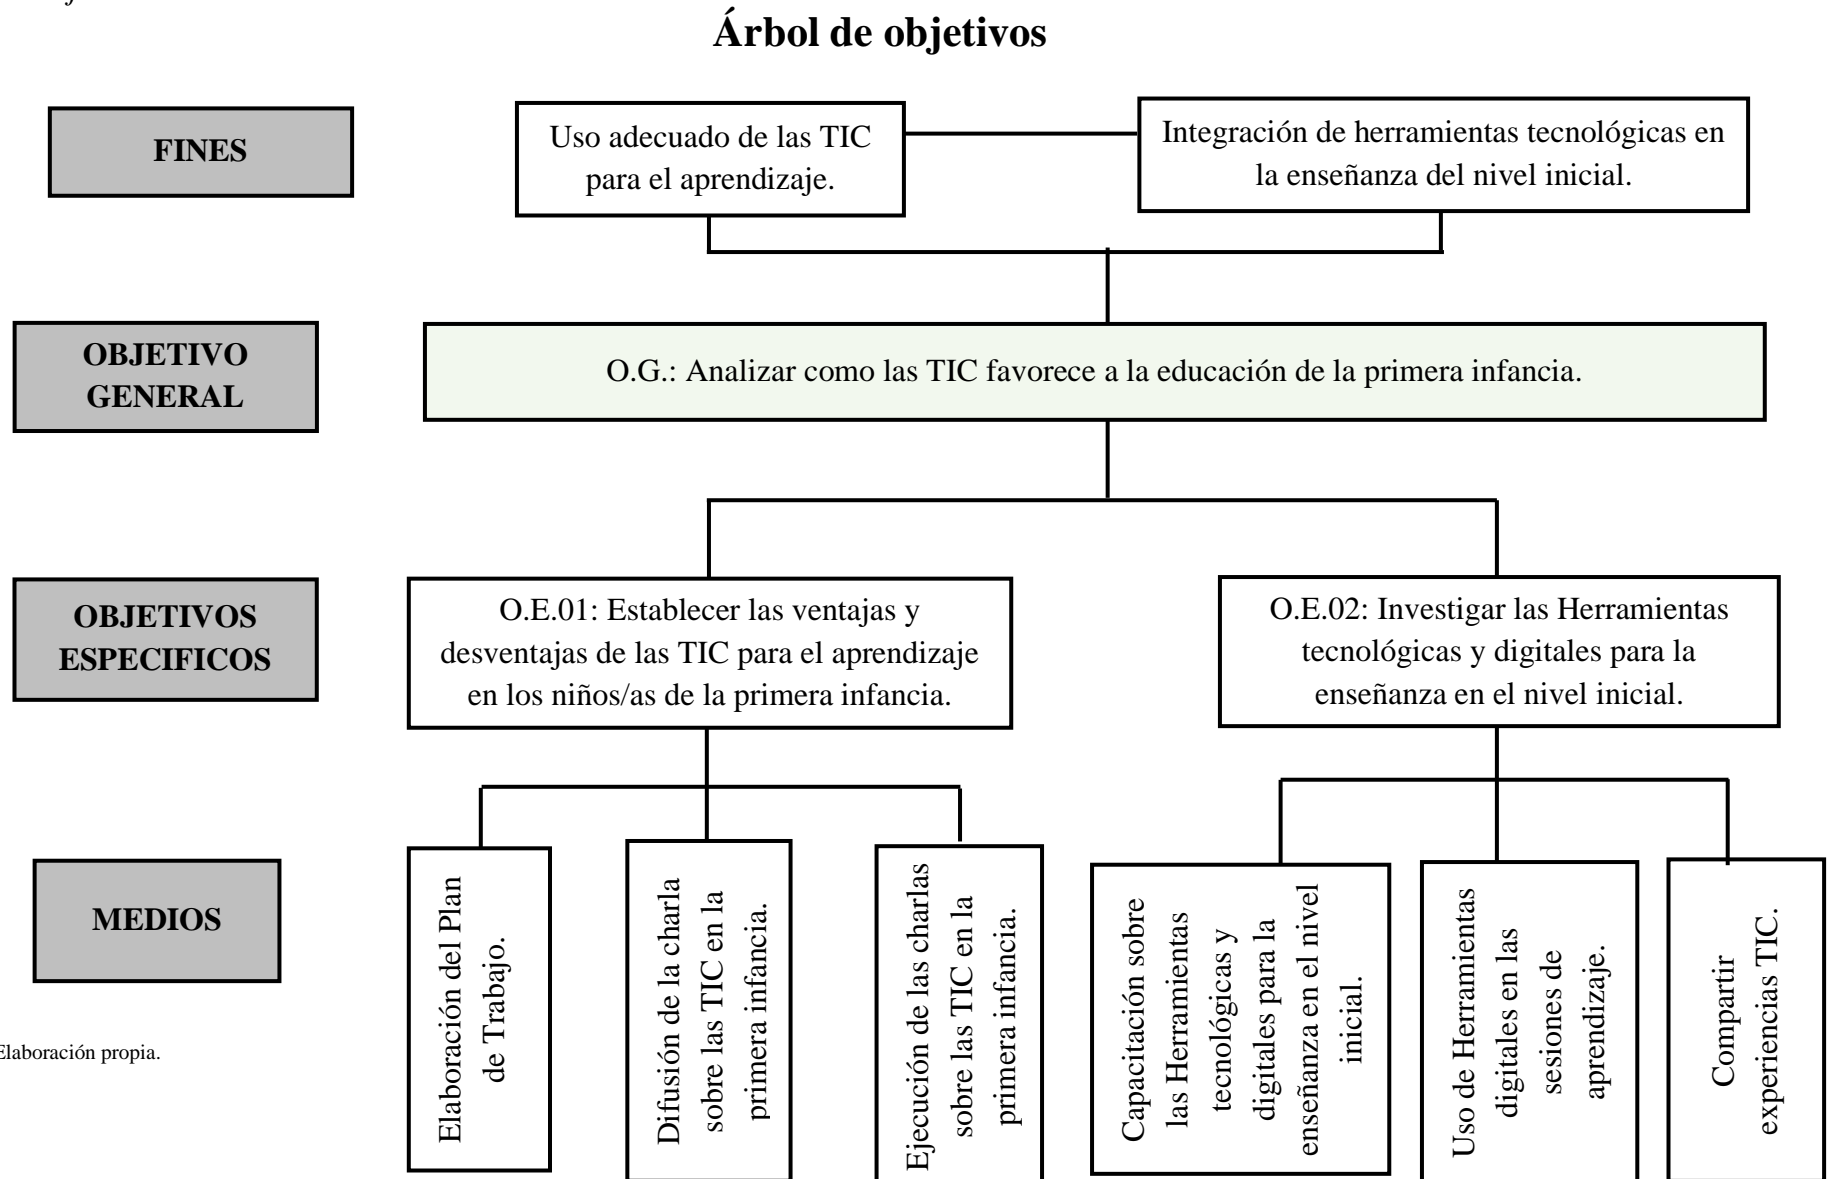 Árbol de objetivos
FINES
Uso adecuado de las TIC
para el aprendizaje.
Integración de herramientas tecnológicas en
la enseñanza del nivel inicial.
OBJETIVO
GENERAL
O.G.: Analizar como las TIC favorece a la educación de la primera infancia.
OBJETIVOS
ESPECIFICOS
O.E.01: Establecer las ventajas y
desventajas de las TIC para el aprendizaje
en los niños/as de la primera infancia.
O.E.02: Investigar las Herramientas
tecnológicas y digitales para la
enseñanza en el nivel inicial.
MEDIOS
Elaboración del Plan
de Trabajo.
Difusión de la charla
sobre las TIC en la
primera infancia.
Ejecución de las charlas
sobre las TIC en la
primera infancia.
Capacitación sobre
las Herramientas
tecnológicas y
digitales para la
enseñanza en el nivel
inicial.
Uso de Herramientas
digitales en las
sesiones de
aprendizaje.
Compartir
experiencias TIC.
Elaboración propia.